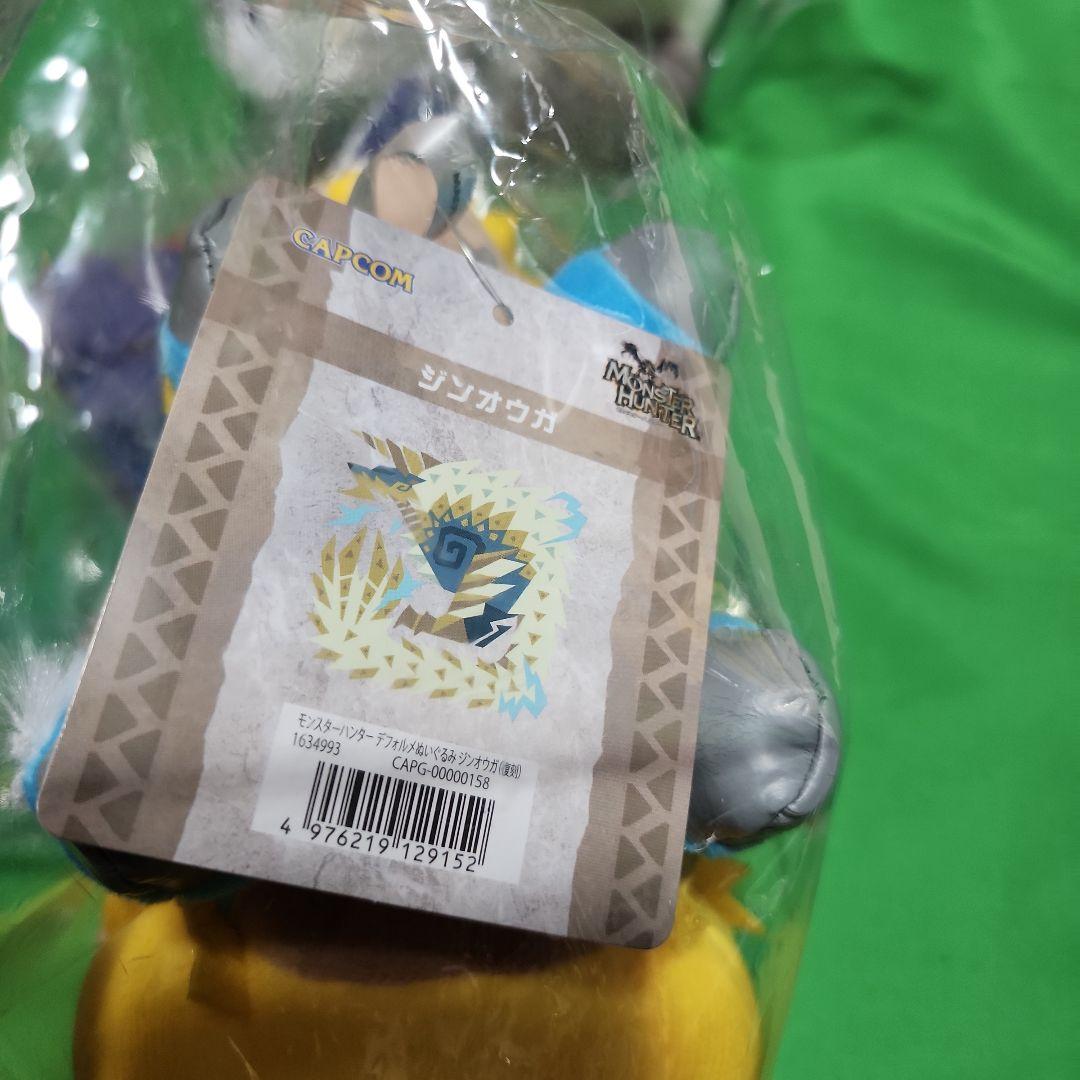 CAPCOM
MONSTER
HUNTER
ジンオウガ
モンスターハンター デフォルメぬいぐるみ ジンオウガ(復刻)
1634993
CAPG-00000158
4 976219 129152